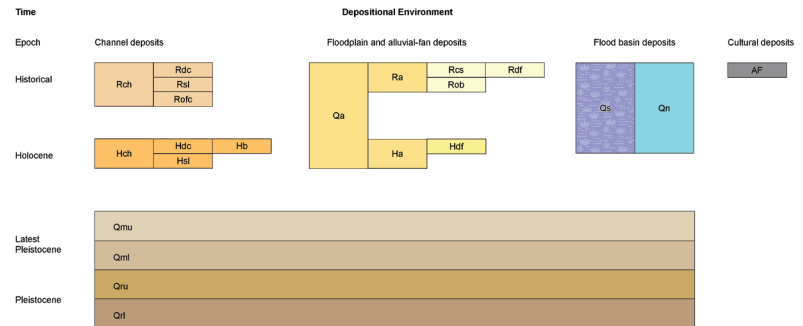 Time Depositional Environment
Epoch Channel deposits Floodplain and alluvial-fan deposits Flood basin deposits Cultural deposits
Historical Rch Rdc Rsl Rofc Qa Ra Rcs Rdf Rob Qs Qn AF
Holocene Hch Hdc Hb Hsl Ha Hdf
Qmu
Latest
Pleistocene
Qml
Qru
Pleistocene
Qrl